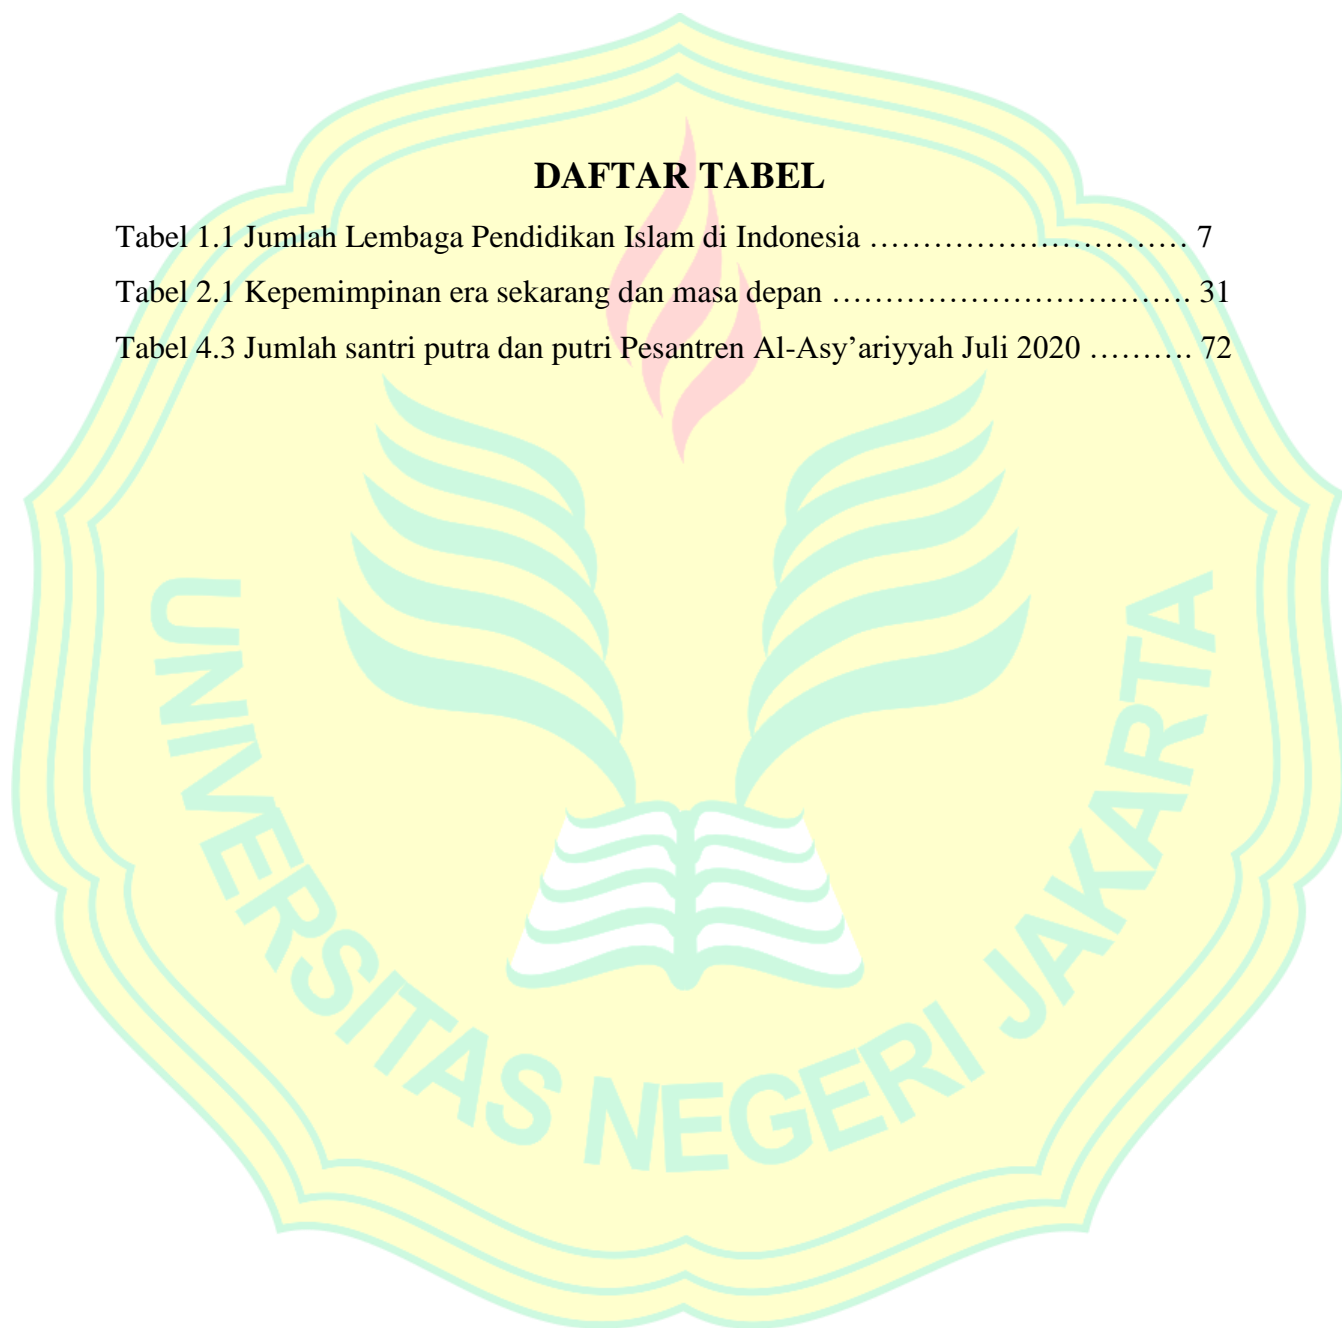 DAFTAR TABEL
Tabel 1.1 Jumlah Lembaga Pendidikan Islam di Indonesia ………………………… 7
Tabel 2.1 Kepemimpinan era sekarang dan masa depan ……………………………. 31
Tabel 4.3 Jumlah santri putra dan putri Pesantren Al-Asy’ariyyah Juli 2020 ………. 72
UNIVERSITAS NEGERI JAKARTA